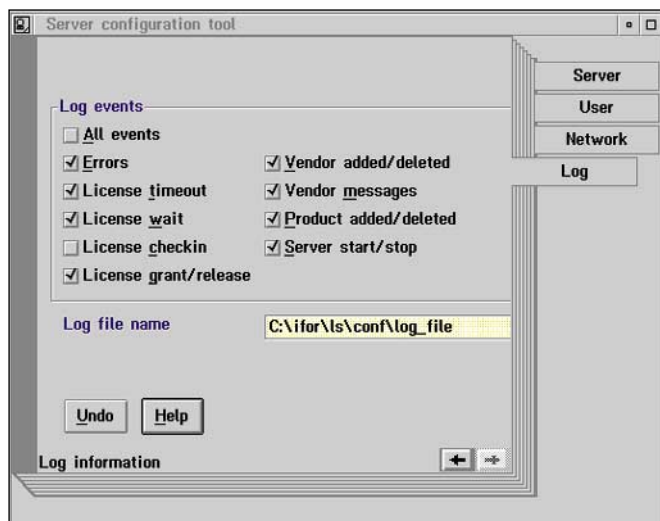 Server configuration tool
Server
User
Network
Log
Log events
All events
Errors
Vendor added/deleted
License timeout
Vendor messages
License wait
Product added/deleted
License checkin
Server start/stop
License grant/release
Log file name
C:\ifor\ls\conf\log_file
Undo
Help
Log information